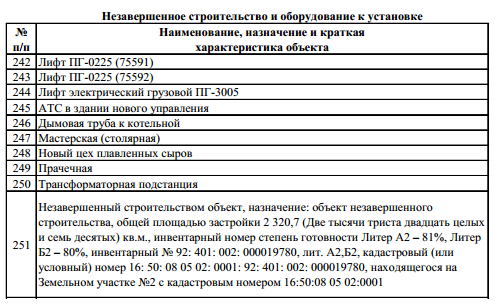 Незавершенное строительство и оборудование к установке
№ п/п
Наименование, назначение и краткая
характеристика объекта
242 Лифт ПГ-0225 (75591)
243 Лифт ПГ-0225 (75592)
244 Лифт электрический грузовой ПГ-3005
245 АТС в здании нового управления
246 Дымовая труба к котельной
247 Мастерская (столярная)
248 Новый цех плавленных сыров
249 Прачечная
250 Трансформаторная подстанция
251 Незавершенный строительством объект, назначение: объект незавершенного
строительства, общей площадью застройки 2 320,7 (Две тысячи триста двадцать целых
и семь десятых) кв.м., инвентарный номер степень готовности Литер А2 – 81%, Литер
Б2 – 80%, инвентарный № 92: 401: 002: 000019780, лит. А2,Б2, кадастровый (или
условный) номер 16: 50: 08 05 02: 0001: 92: 401: 002: 000019780, находящегося на
Земельном участке №2 с кадастровым номером 16:50:08 05 02:0001